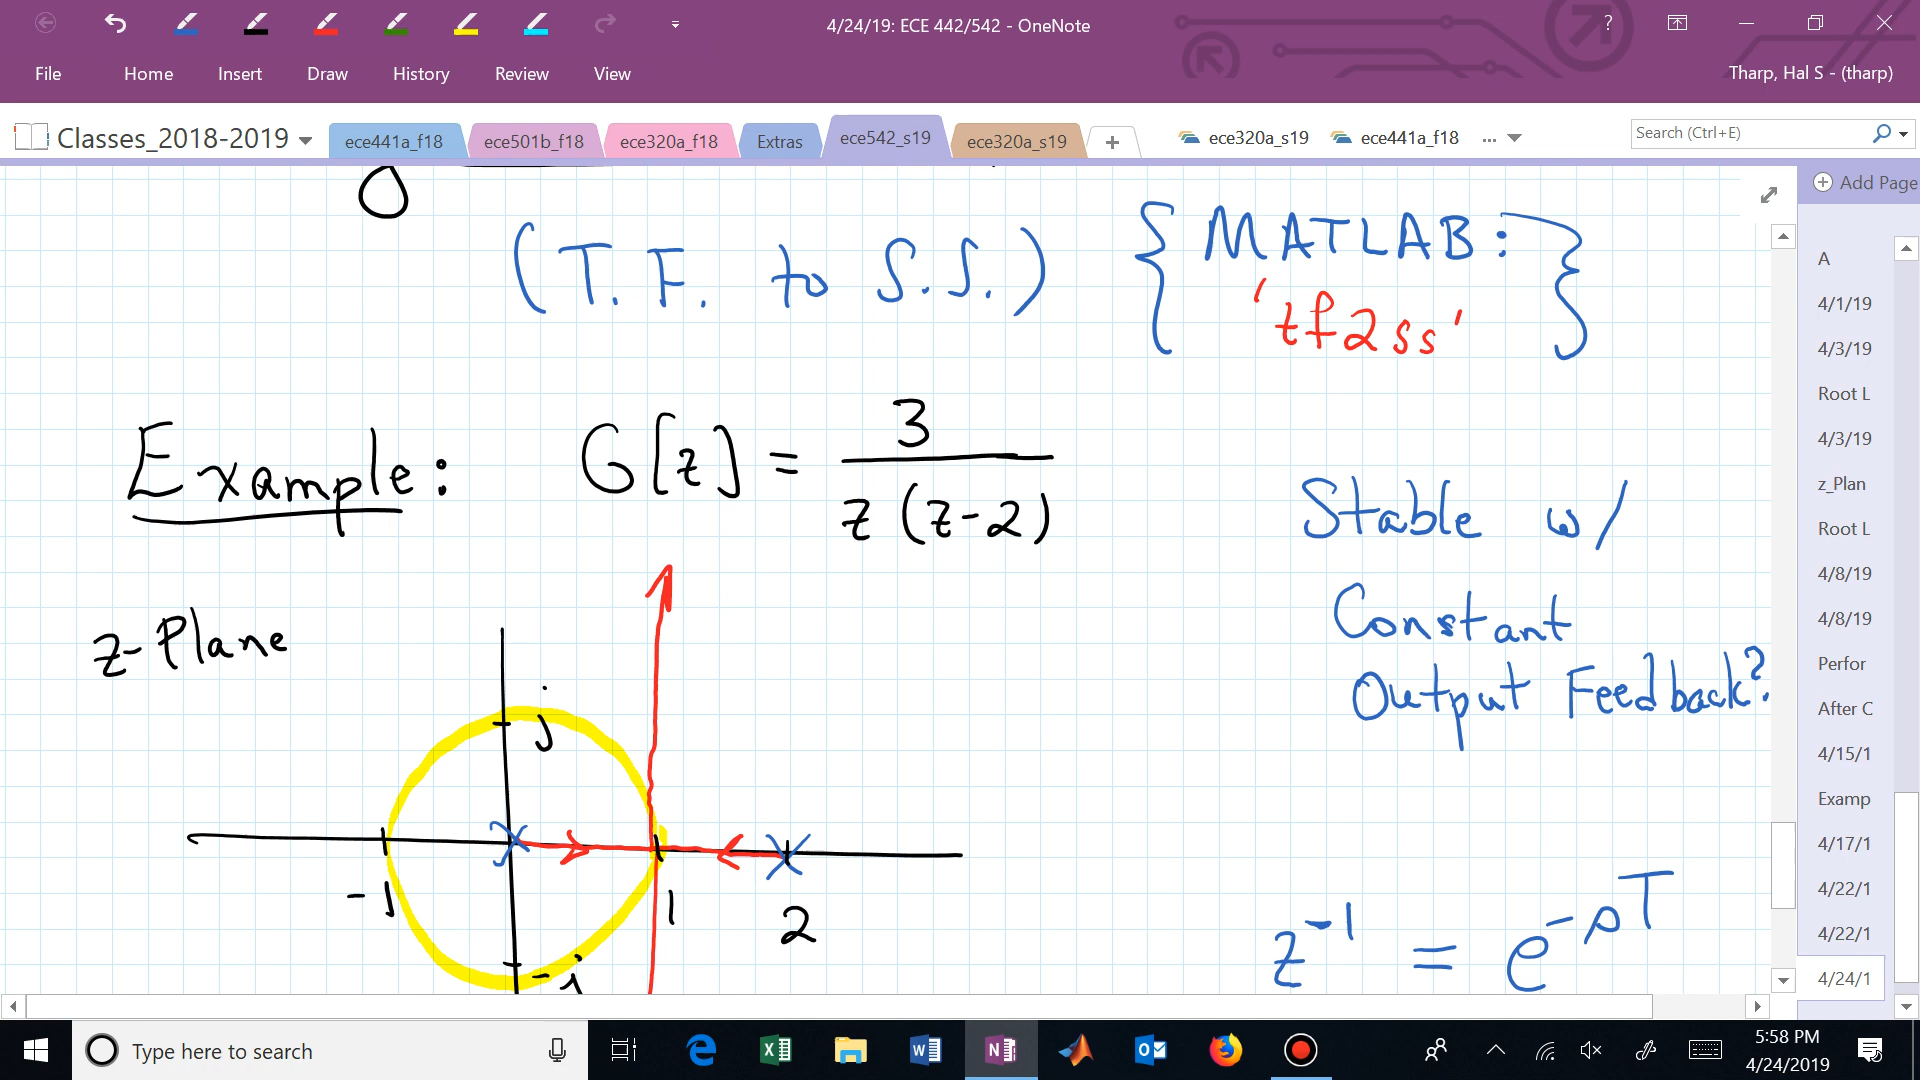 4/24/19: ECE 442/542 - OneNote
?
File Home Insert Draw History Review View
Tharp, Hal S - (tharp)
Classes_2018-2019
ece441a_f18 ece501b_f18 ece320a_f18 Extras ece542_s19 ece320a_s19 +
ece320a_s19 ece441a_f18 ...
Search (Ctrl+E)
Add Page
A
4/1/19
4/3/19
Root L
4/3/19
z_Plan
Root L
4/8/19
4/8/19
Perfor
After C
4/15/1
Examp
4/17/1
4/22/1
4/22/1
4/24/1
(T.F. to S.S.) { MATLAB: }
'tf2ss'
Example: G[z] = 3 / z(z-2)
Stable w/
Constant
Output Feedback?
z-Plane
j
-1 1 2
-j
z^-1 = e^-sT
Type here to search
5:58 PM
4/24/2019